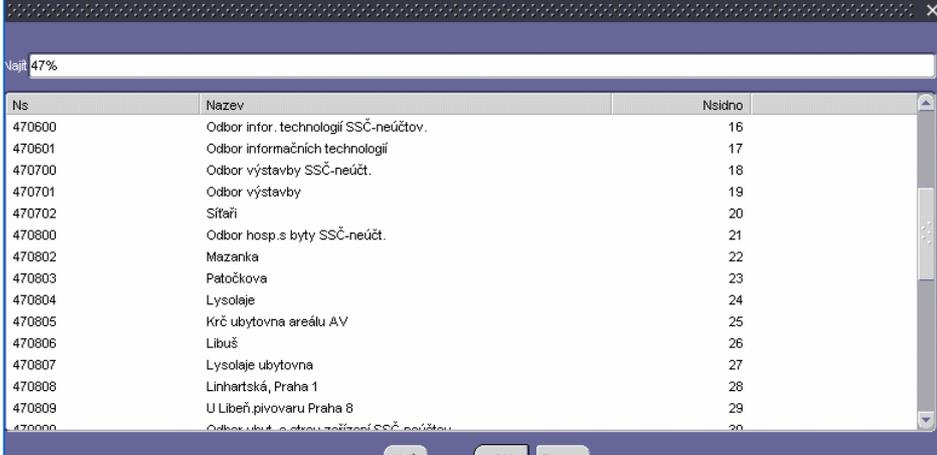 Najít 47%
Ns Nazev Nsidno
470600 Odbor infor. technologií SSČ-neúčtov. 16
470601 Odbor informačních technologií 17
470700 Odbor výstavby SSČ-neúčt. 18
470701 Odbor výstavby 19
470702 Síťaři 20
470800 Odbor hosp.s byty SSČ-neúčt. 21
470802 Mazanka 22
470803 Patočkova 23
470804 Lysolaje 24
470805 Krč ubytovna areálu AV 25
470806 Libuš 26
470807 Lysolaje ubytovna 27
470808 Linhartská, Praha 1 28
470809 U Libeň.pivovaru Praha 8 29